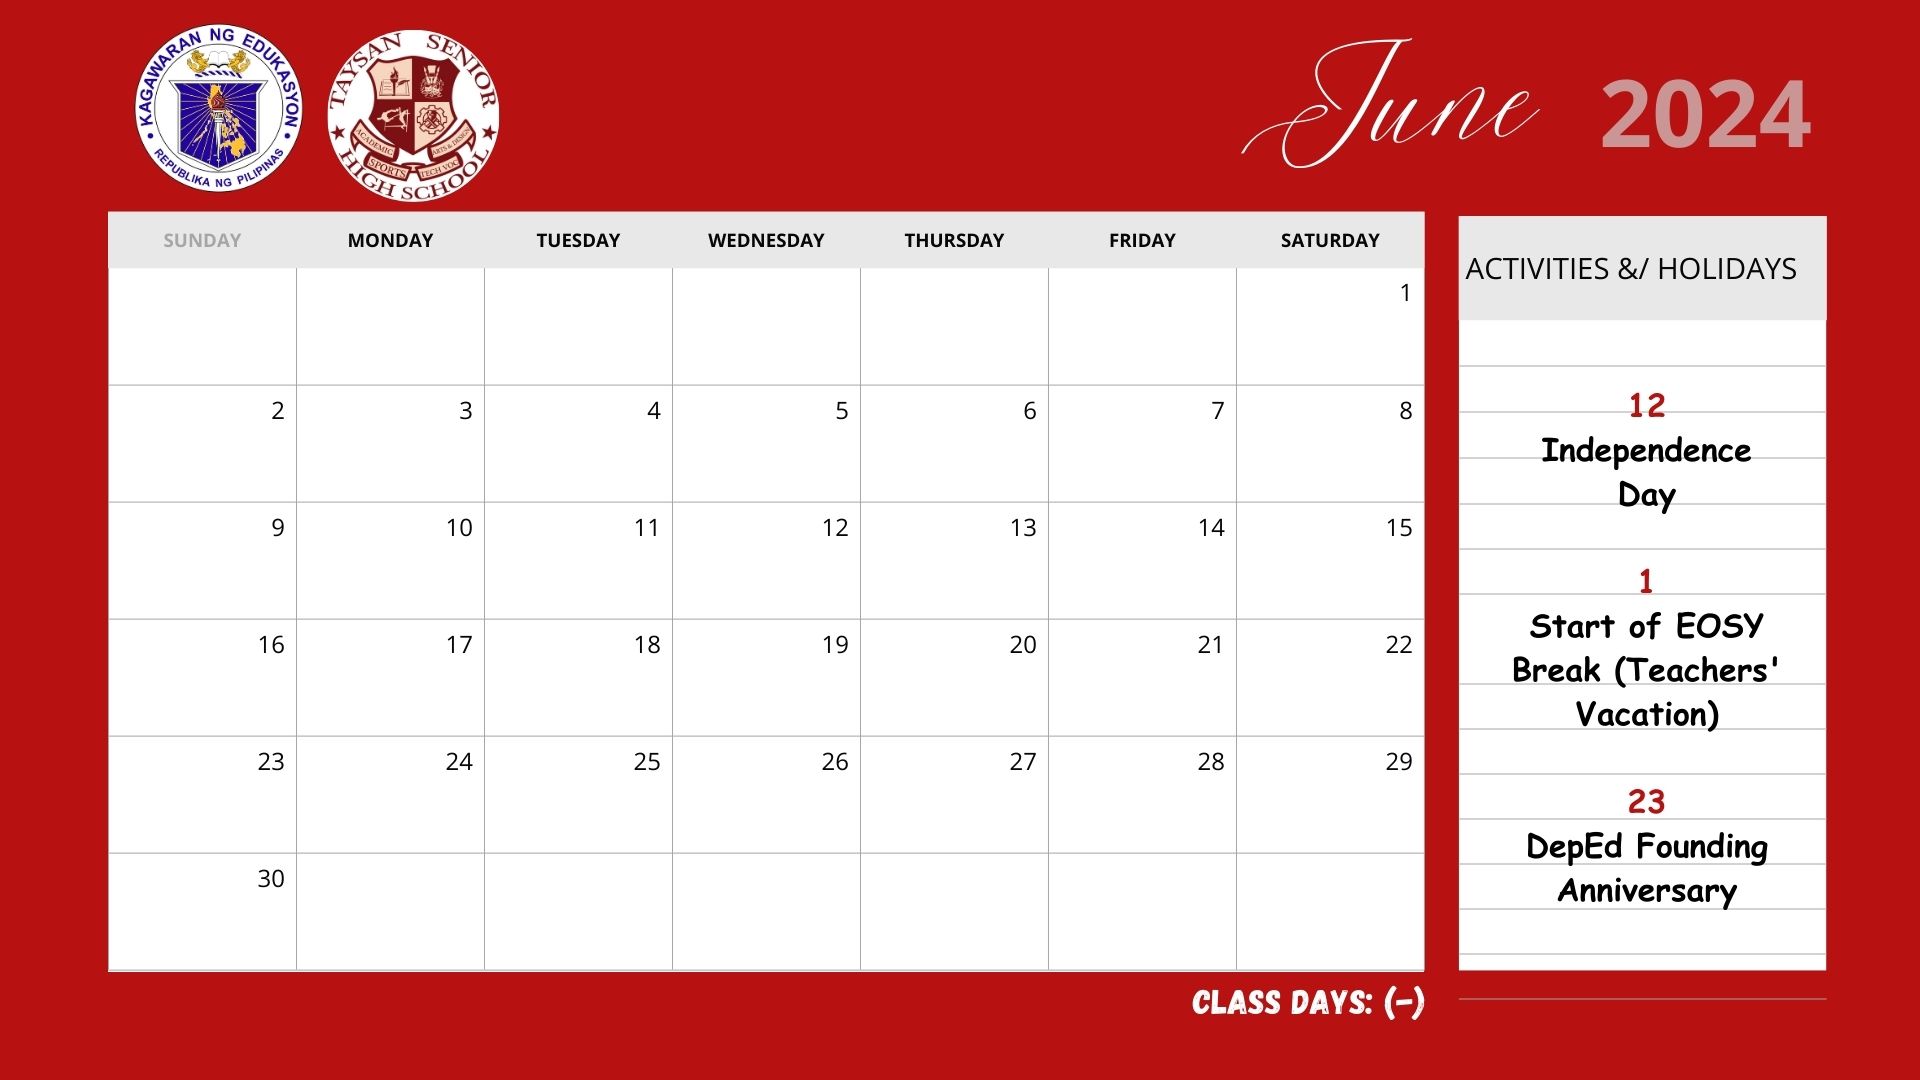 KAGAWARAN NG EDUKASYON
REPUBLIKA NG PILIPINAS
TAYSAN SENIOR
HIGH SCHOOL
ACADEMIC
SPORTS
TECH VOC
ARTS & DESIGN
June 2024
SUNDAY MONDAY TUESDAY WEDNESDAY THURSDAY FRIDAY SATURDAY
1
2 3 4 5 6 7 8
9 10 11 12 13 14 15
16 17 18 19 20 21 22
23 24 25 26 27 28 29
30
CLASS DAYS: (-)
ACTIVITIES &/ HOLIDAYS
12
Independence
Day
1
Start of EOSY
Break (Teachers'
Vacation)
23
DepEd Founding
Anniversary